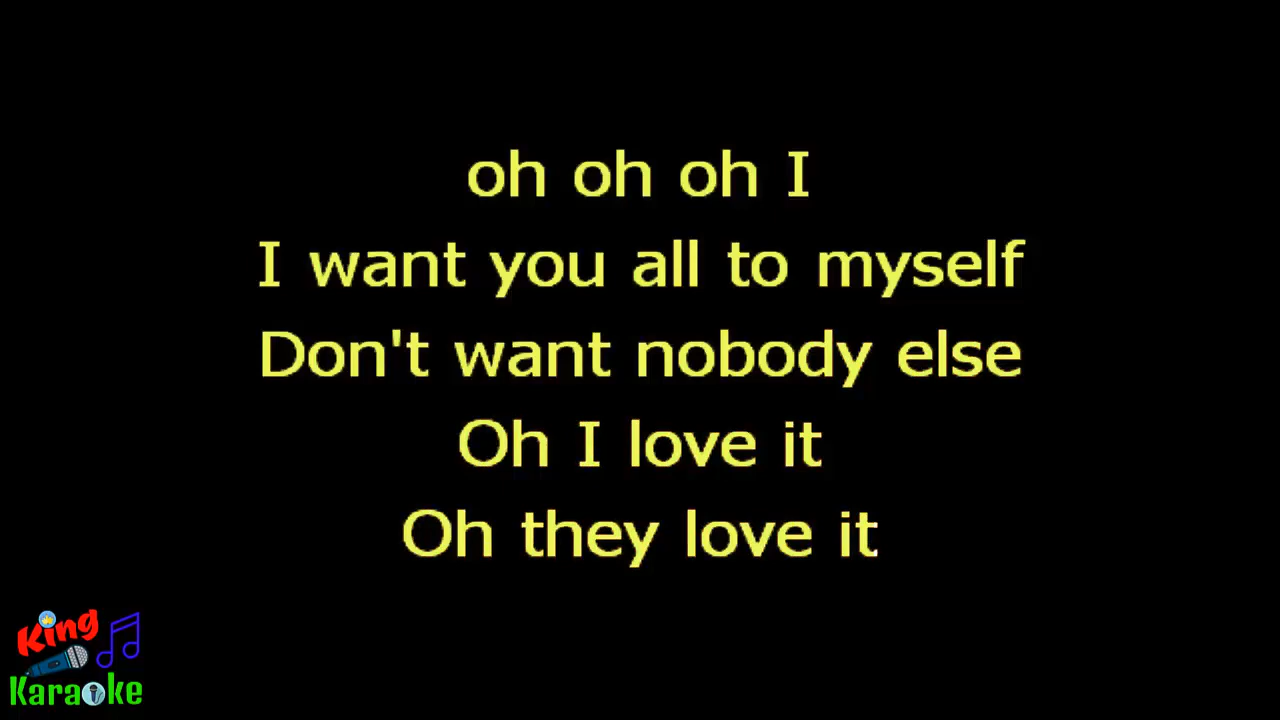 oh oh oh I
I want you all to myself
Don't want nobody else
Oh I love it
Oh they love it
King
Karaoke